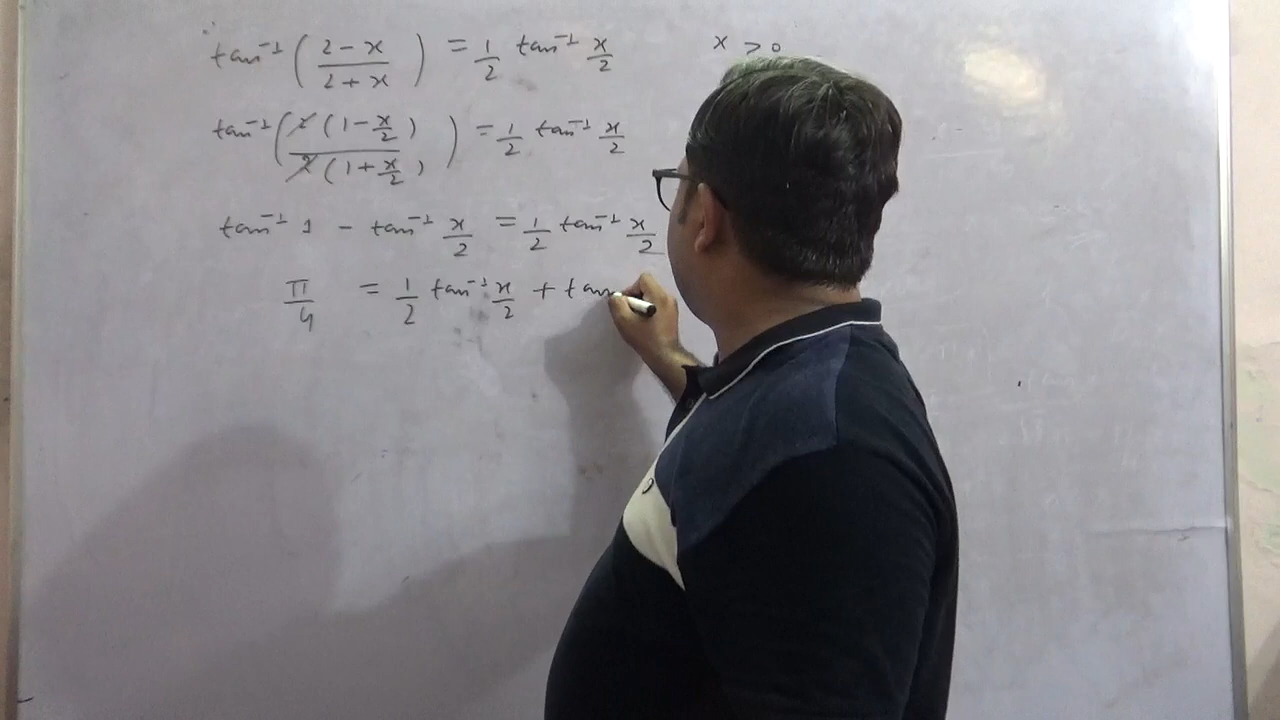 tan⁻¹ ( (2 − x) / (2 + x) ) = 1/2 tan⁻¹ x/2 x > 0
tan⁻¹ ( 2 (1 − x/2) / 2 (1 + x/2) ) = 1/2 tan⁻¹ x/2
tan⁻¹ 1 − tan⁻¹ x/2 = 1/2 tan⁻¹ x/2
π/4 = 1/2 tan⁻¹ x/2 + tan